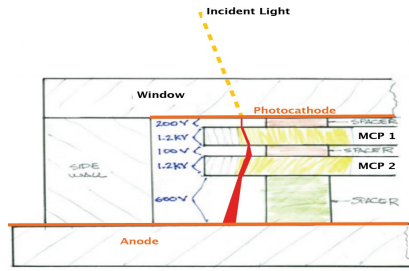 Incident Light
Window
Photocathode
200V
SPACER
1.2KV
MCP 1
100V
SPACER
1.2KV
MCP 2
SIDE
WALL
600V
SPACER
Anode